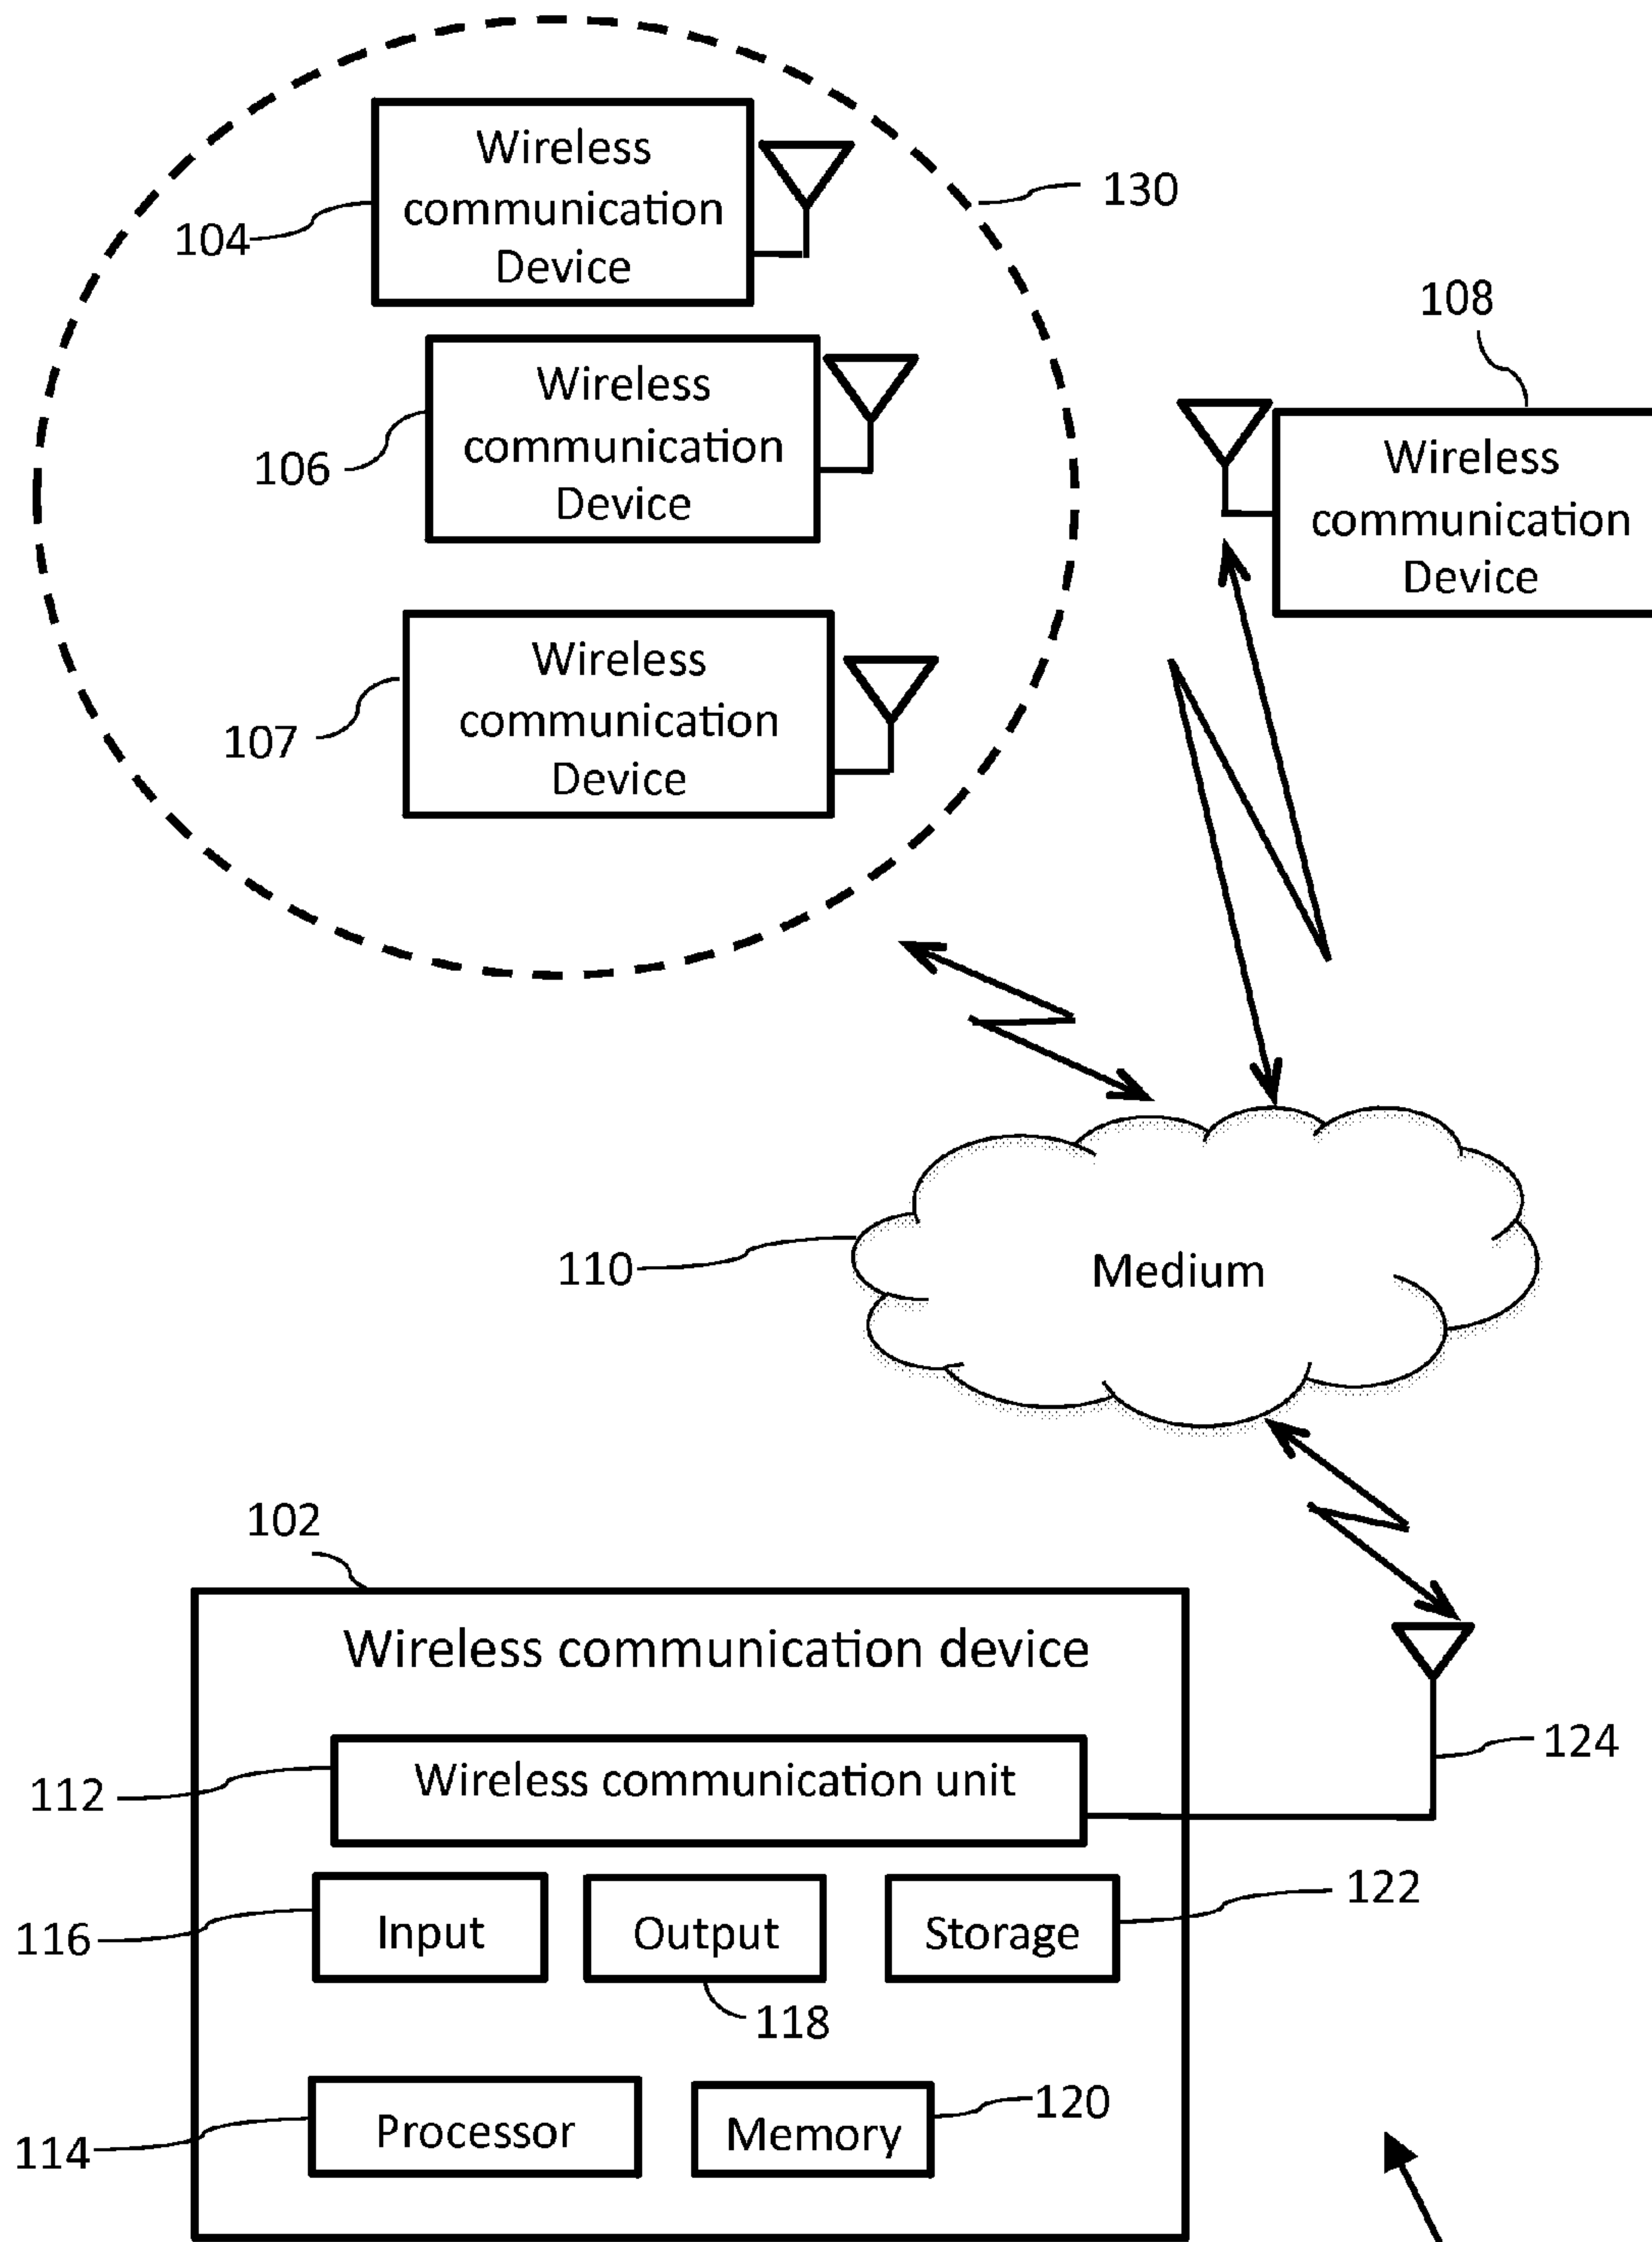 Wireless
communication
Device
104
130
Wireless
communication
Device
106
108
Wireless
communication
Device
Wireless
communication
Device
107
110
Medium
102
Wireless communication device
112
Wireless communication unit
124
116
Input
Output
Storage
122
118
114
Processor
Memory
120